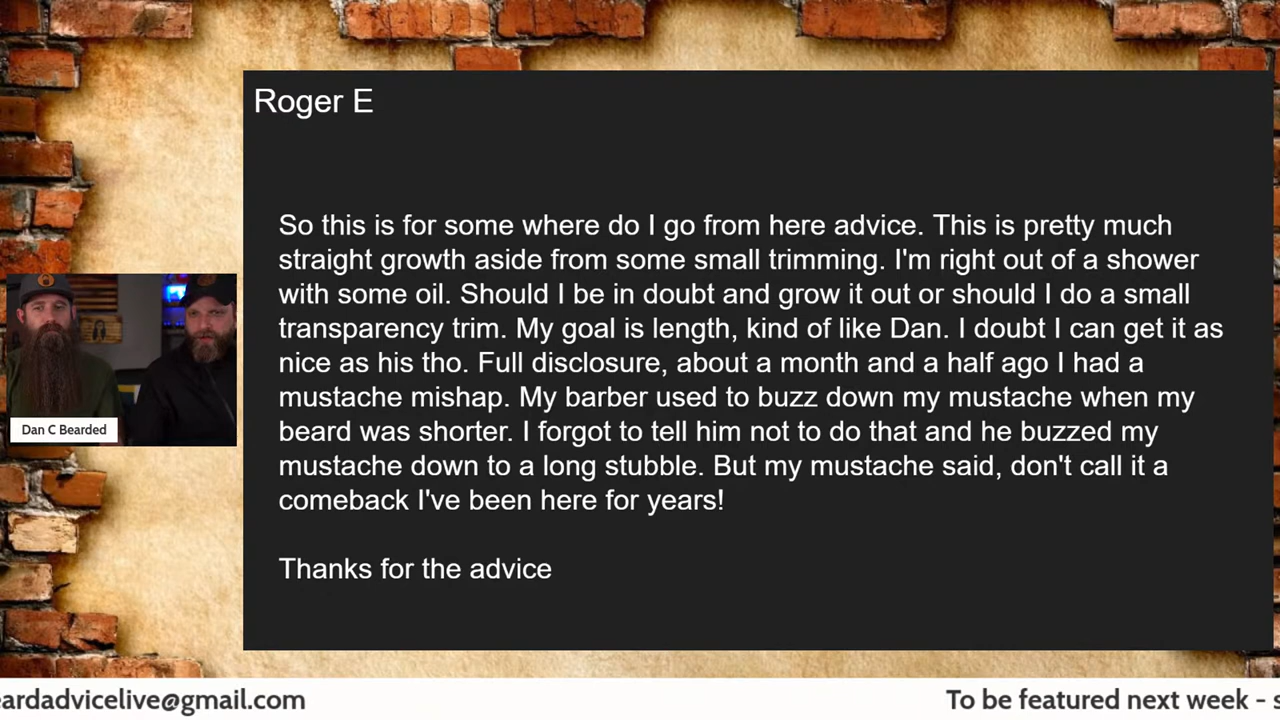 Roger E
So this is for some where do I go from here advice. This is pretty much
straight growth aside from some small trimming. I'm right out of a shower
with some oil. Should I be in doubt and grow it out or should I do a small
transparency trim. My goal is length, kind of like Dan. I doubt I can get it as
nice as his tho. Full disclosure, about a month and a half ago I had a
mustache mishap. My barber used to buzz down my mustache when my
beard was shorter. I forgot to tell him not to do that and he buzzed my
mustache down to a long stubble. But my mustache said, don't call it a
comeback I've been here for years!
Thanks for the advice
Dan C Bearded
eardadvicelive@gmail.com
To be featured next week - s